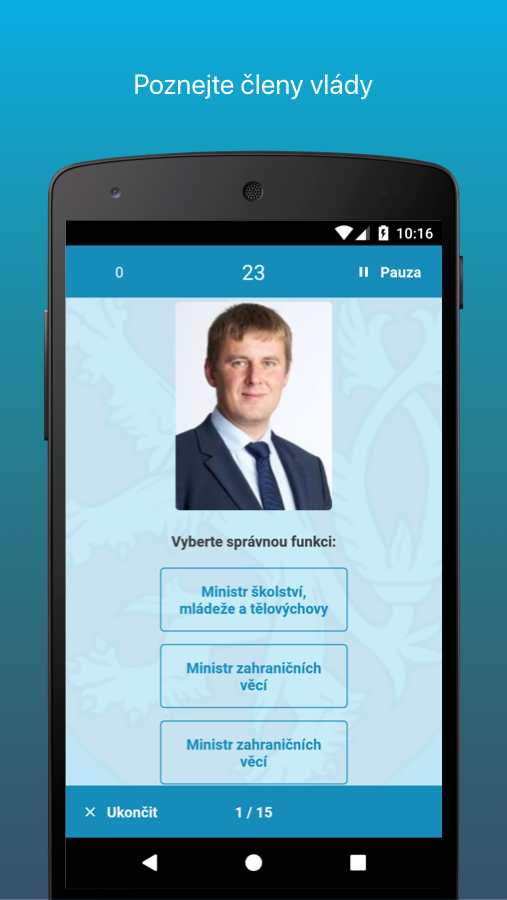 Poznejte členy vlády
10:16
0 23 Pauza
Vyberte správnou funkci:
Ministr školství,
mládeže a tělovýchovy
Ministr zahraničních
věcí
Ministr zahraničních
věcí
Ukončit 1 / 15